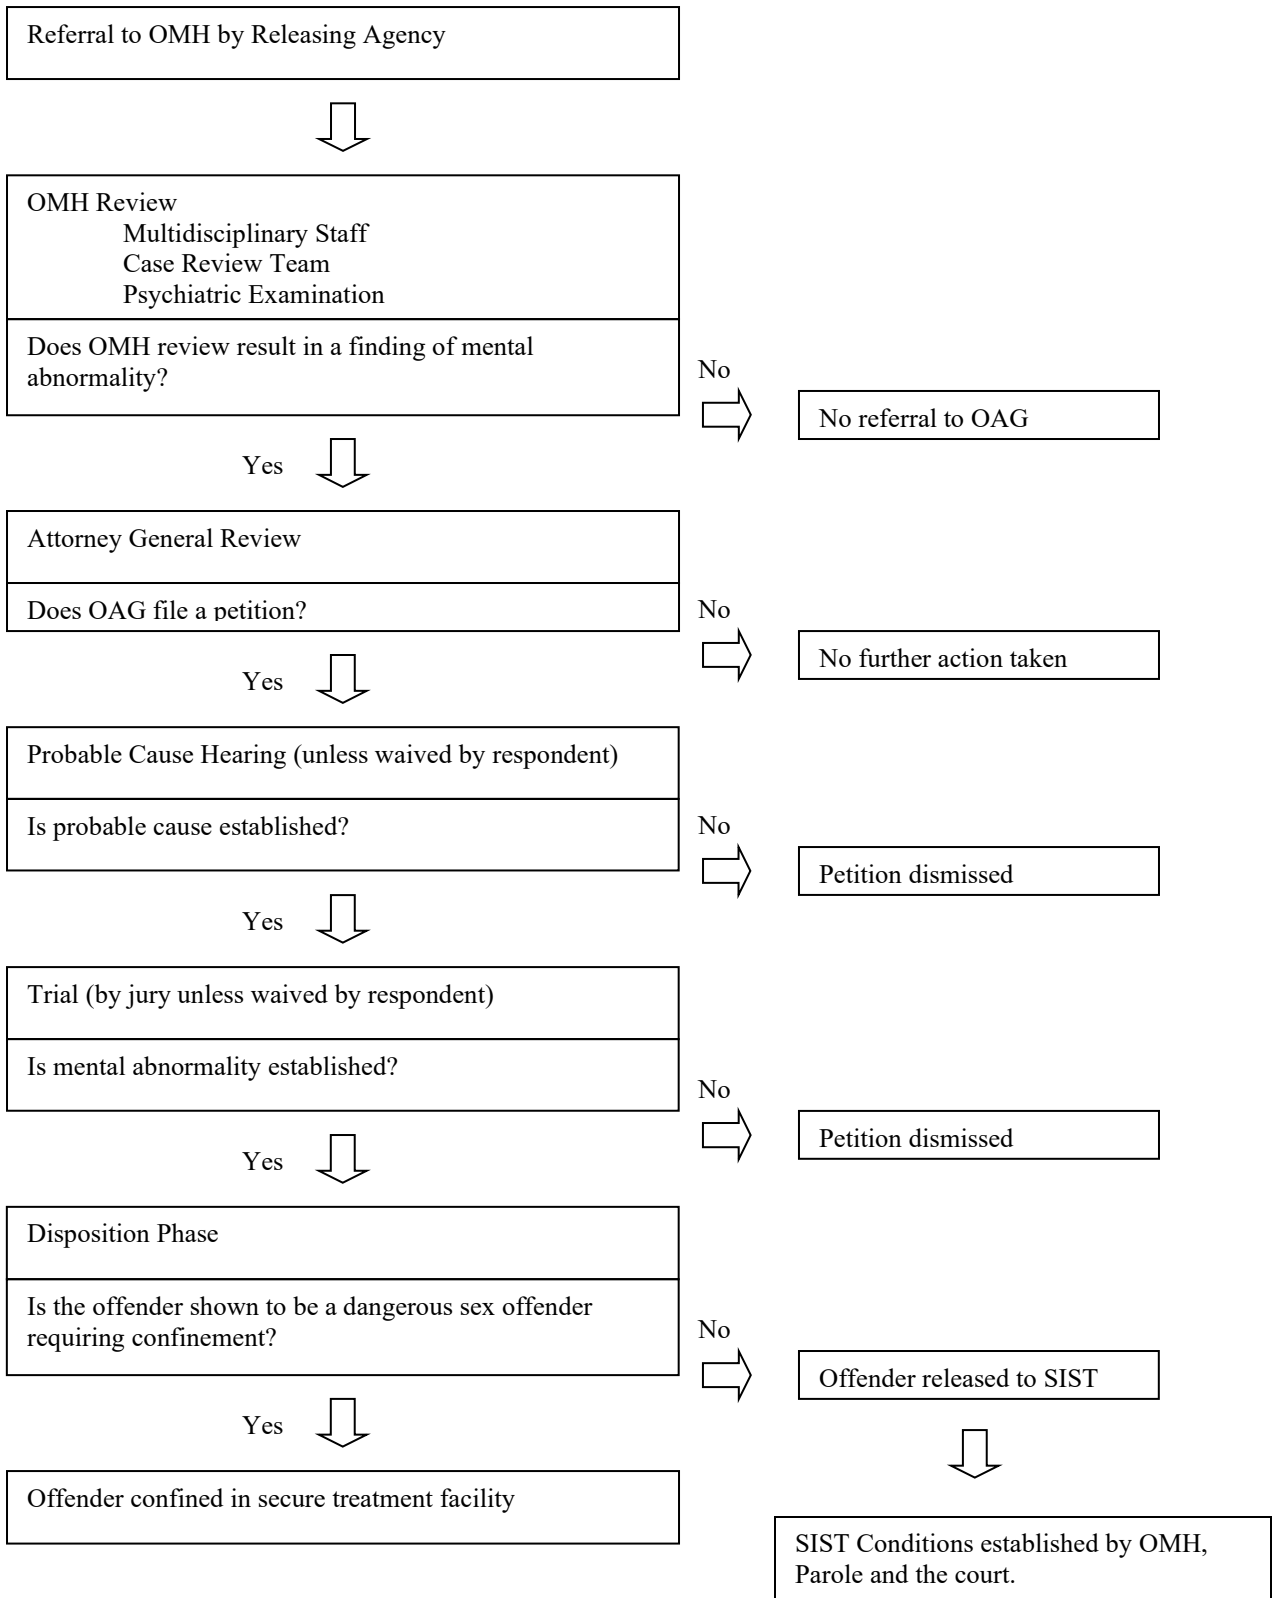 Referral to OMH by Releasing Agency
OMH Review
Multidisciplinary Staff
Case Review Team
Psychiatric Examination
Does OMH review result in a finding of mental
abnormality?
No
No referral to OAG
Yes
Attorney General Review
Does OAG file a petition?
No
No further action taken
Yes
Probable Cause Hearing (unless waived by respondent)
Is probable cause established?
No
Petition dismissed
Yes
Trial (by jury unless waived by respondent)
Is mental abnormality established?
No
Petition dismissed
Yes
Disposition Phase
Is the offender shown to be a dangerous sex offender
requiring confinement?
No
Offender released to SIST
Yes
Offender confined in secure treatment facility
SIST Conditions established by OMH,
Parole and the court.